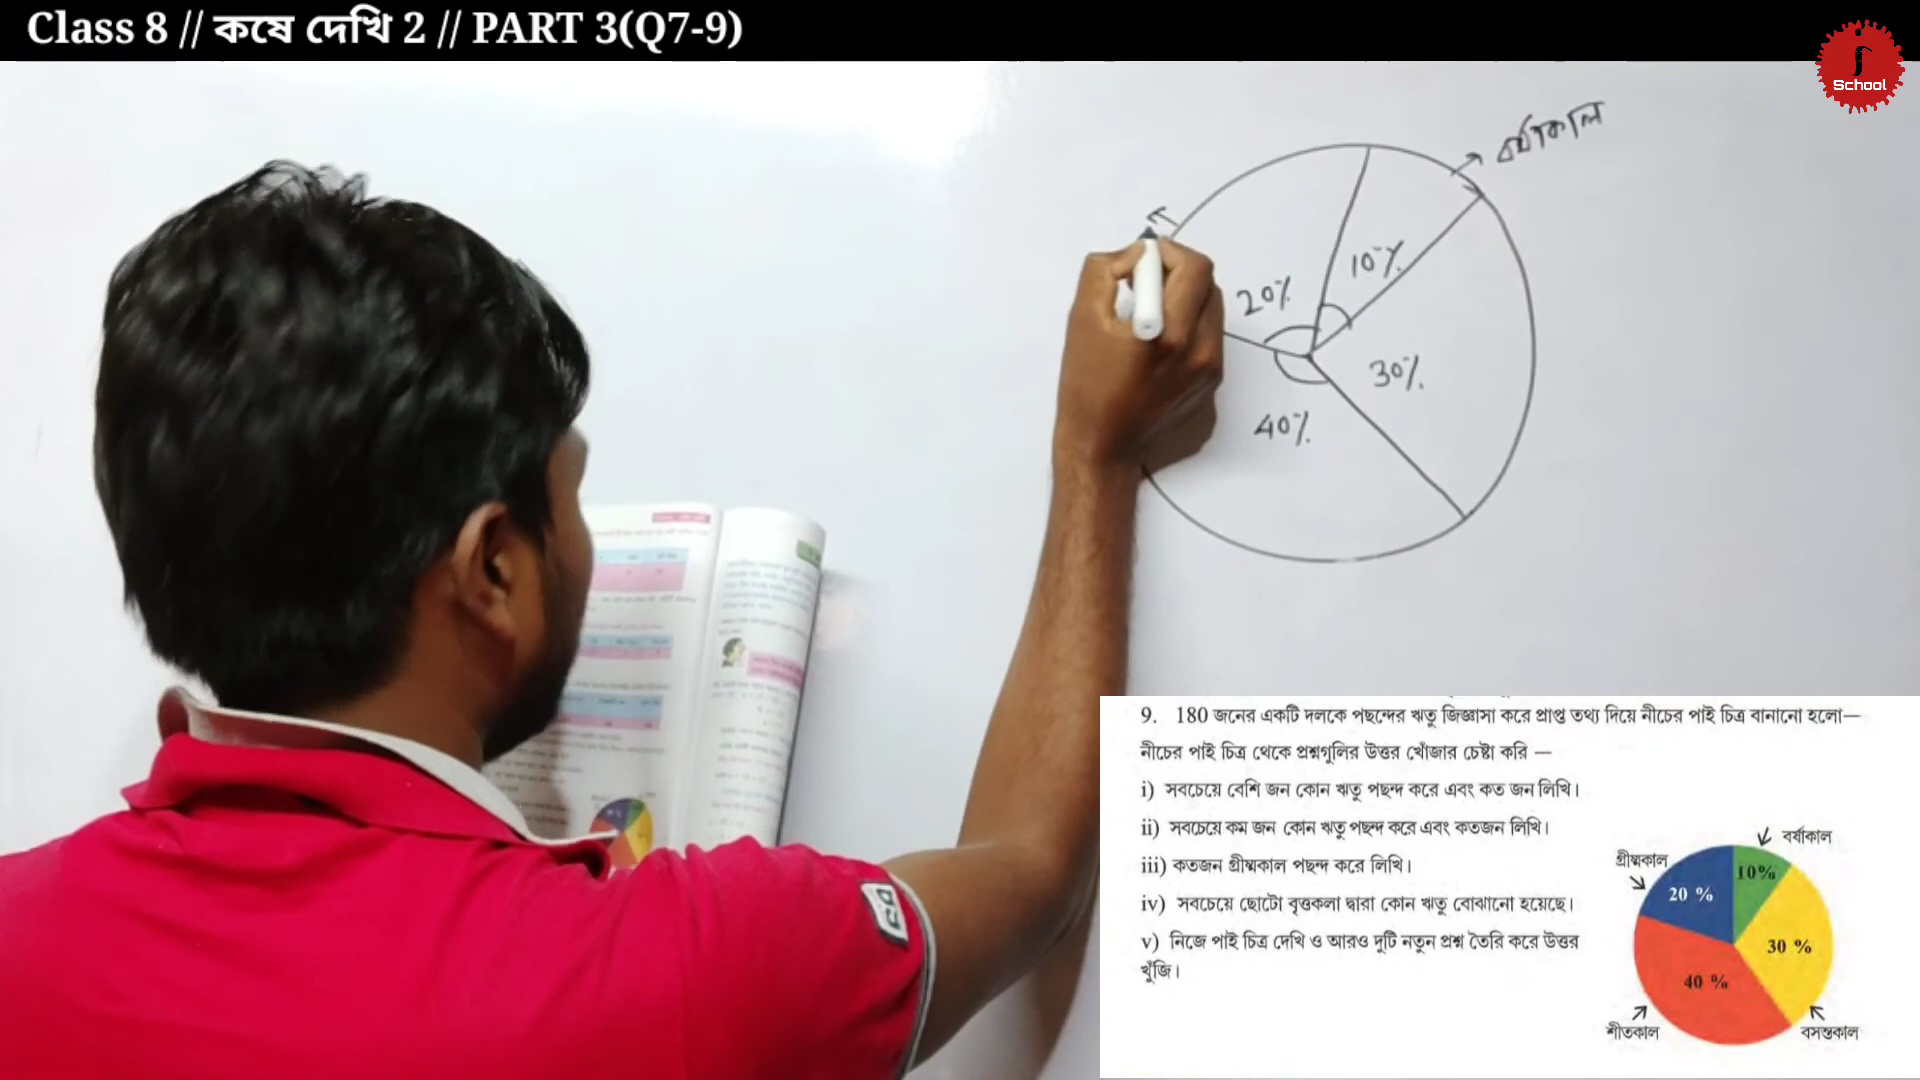 Class 8 // কষে দেখি 2 // PART 3(Q7-9)
School
বর্ষাকাল
10%
20%
30%
40%
9. 180 জনের একটি দলকে পছন্দের ঋতু জিজ্ঞাসা করে প্রাপ্ত তথ্য দিয়ে নীচের পাই চিত্র বানানো হলো—
নীচের পাই চিত্র থেকে প্রশ্নগুলির উত্তর খোঁজার চেষ্টা করি —
i) সবচেয়ে বেশি জন কোন ঋতু পছন্দ করে এবং কত জন লিখি।
ii) সবচেয়ে কম জন কোন ঋতু পছন্দ করে এবং কতজন লিখি।
iii) কতজন গ্রীষ্মকাল পছন্দ করে লিখি।
iv) সবচেয়ে ছোটো বৃত্তকলা দ্বারা কোন ঋতু বোঝানো হয়েছে।
v) নিজে পাই চিত্র দেখি ও আরও দুটি নতুন প্রশ্ন তৈরি করে উত্তর
খুঁজি।
বর্ষাকাল
গ্রীষ্মকাল
10%
20 %
30 %
40 %
শীতকাল
বসন্তকাল